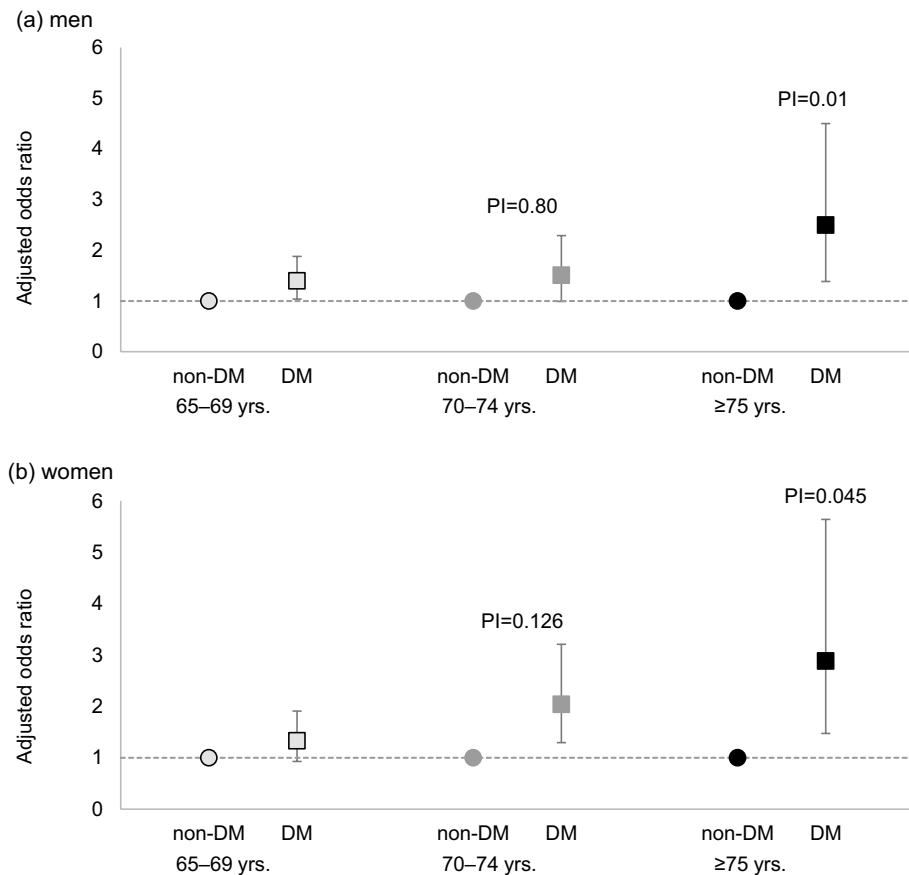 (a) men
6
5
4
3
2
1
0
Adjusted odds ratio
PI=0.80
PI=0.01
non-DM DM non-DM DM non-DM DM
65–69 yrs. 70–74 yrs. ≥75 yrs.
(b) women
6
5
4
3
2
1
0
Adjusted odds ratio
PI=0.126
PI=0.045
non-DM DM non-DM DM non-DM DM
65–69 yrs. 70–74 yrs. ≥75 yrs.